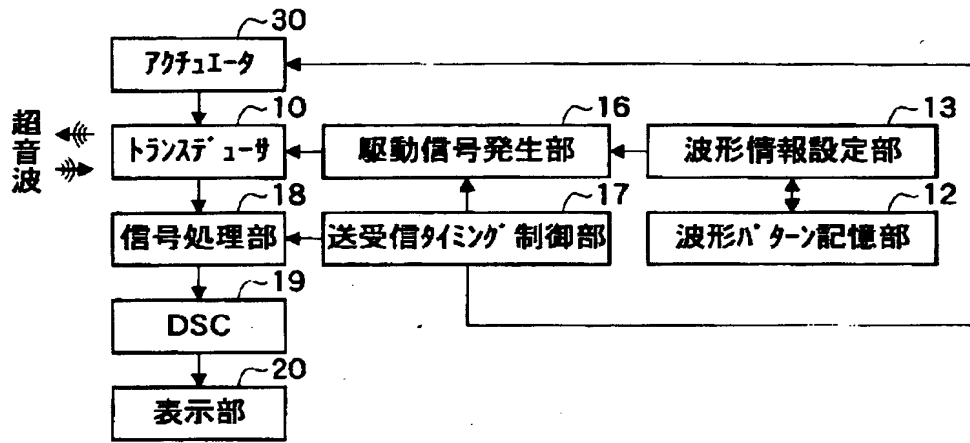 30
アクチュエータ
超音波
10
トランスデューサ
16
駆動信号発生部
13
波形情報設定部
18
信号処理部
17
送受信タイミング制御部
12
波形パターン記憶部
19
DSC
20
表示部